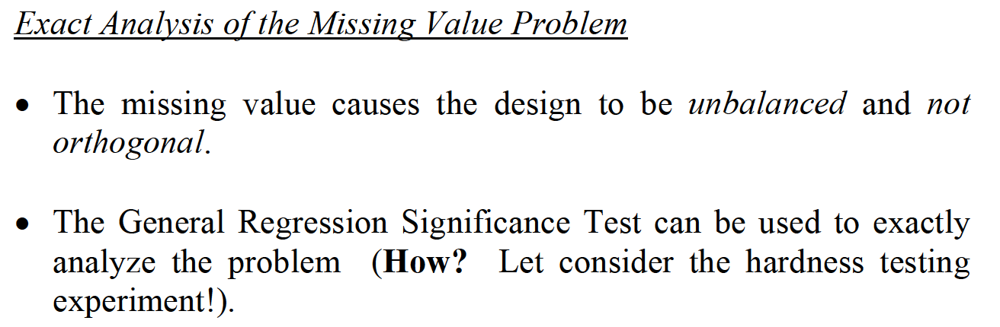 Exact Analysis of the Missing Value Problem
• The missing value causes the design to be unbalanced and not
orthogonal.
• The General Regression Significance Test can be used to exactly
analyze the problem (How? Let consider the hardness testing
experiment!).